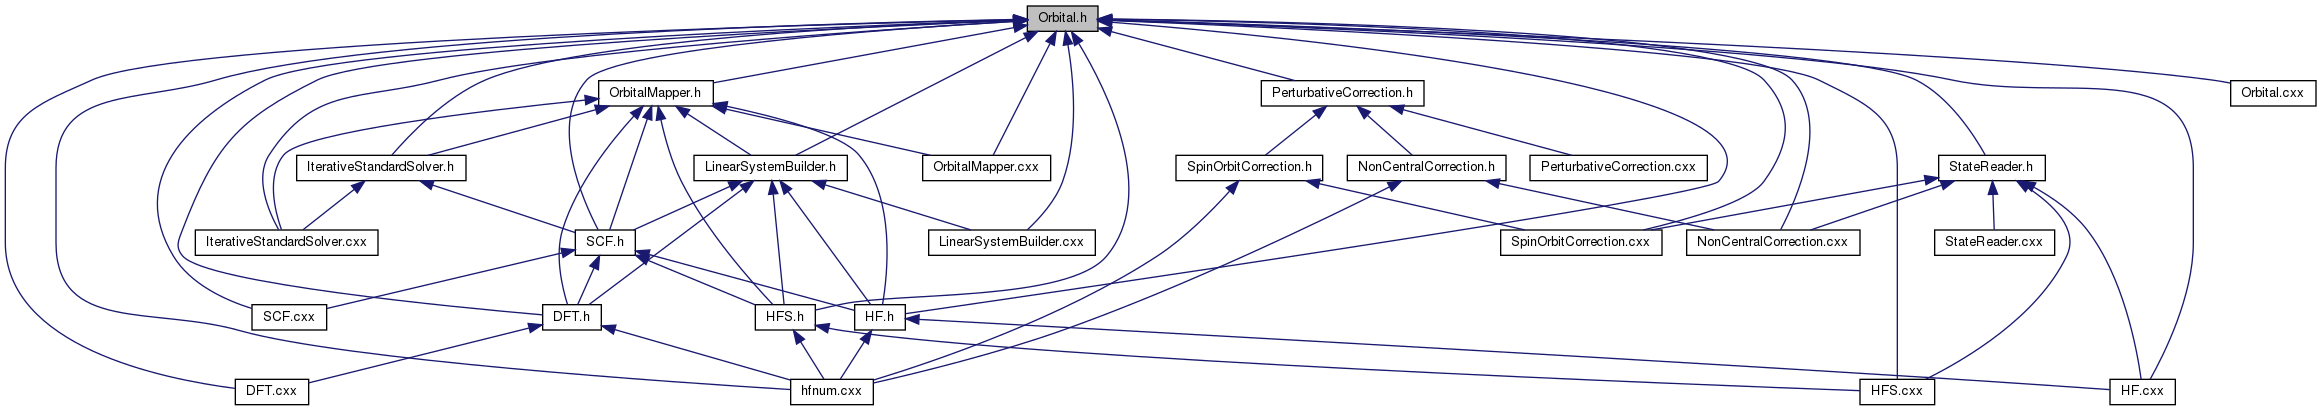 Orbital.h
OrbitalMapper.h
PerturbativeCorrection.h
Orbital.cxx
IterativeStandardSolver.h
LinearSystemBuilder.h
OrbitalMapper.cxx
SpinOrbitCorrection.h
NonCentralCorrection.h
PerturbativeCorrection.cxx
StateReader.h
IterativeStandardSolver.cxx
SCF.h
LinearSystemBuilder.cxx
SpinOrbitCorrection.cxx
NonCentralCorrection.cxx
StateReader.cxx
SCF.cxx
DFT.h
HFS.h
HF.h
DFT.cxx
hfnum.cxx
HFS.cxx
HF.cxx